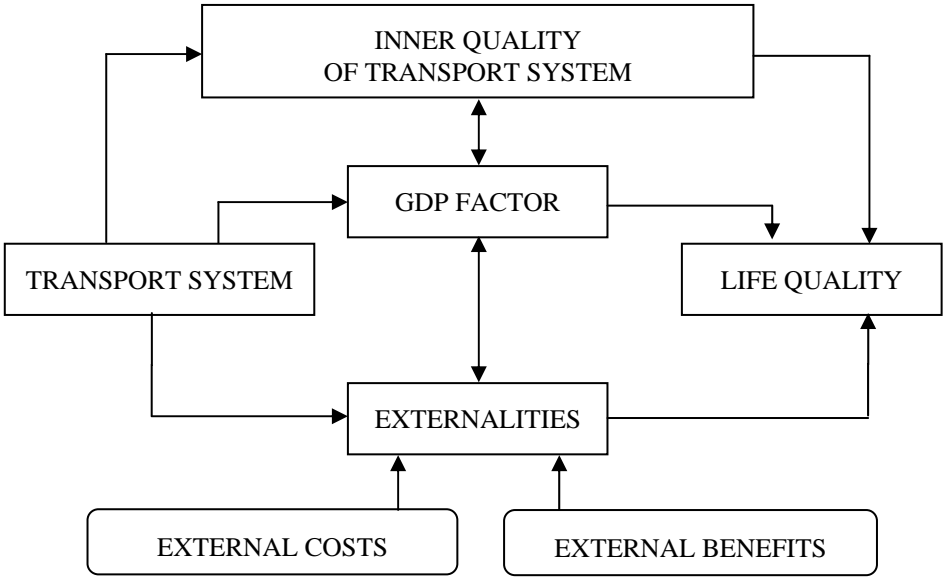 INNER QUALITY
OF TRANSPORT SYSTEM
GDP FACTOR
TRANSPORT SYSTEM
LIFE QUALITY
EXTERNALITIES
EXTERNAL COSTS
EXTERNAL BENEFITS